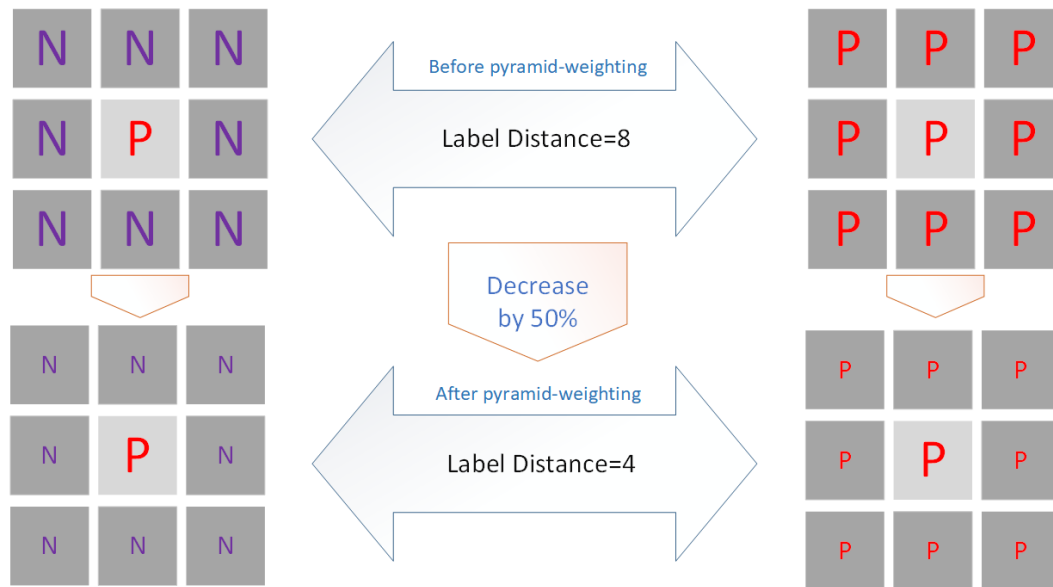 N N N
N P N
N N N
Before pyramid-weighting
Label Distance=8
P P P
P P P
P P P
Decrease
by 50%
N N N
N P N
N N N
After pyramid-weighting
Label Distance=4
P P P
P P P
P P P